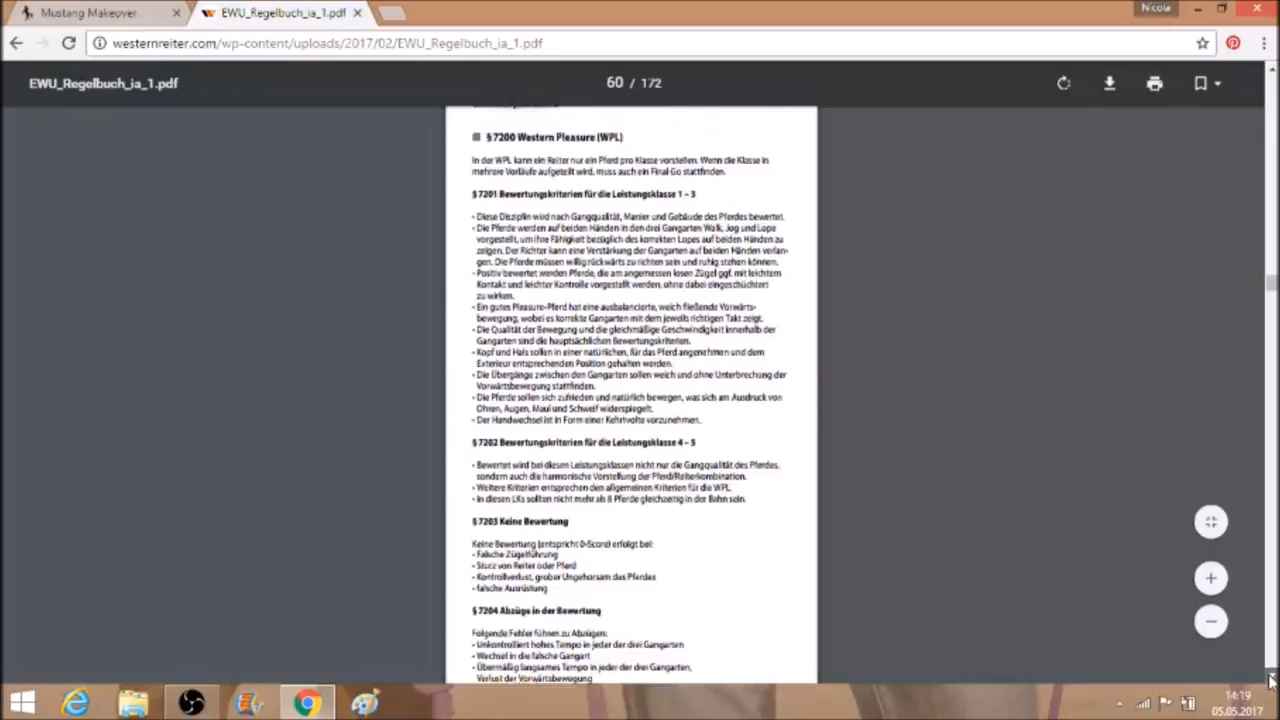 Mustang Makeover
EWU_Regelbuch_ia_1.pdf
Nicole
westernreiter.com/wp-content/uploads/2017/02/EWU_Regelbuch_ia_1.pdf
EWU_Regelbuch_ia_1.pdf
60 / 172
§ 7200 Western Pleasure (WPL)
In der WPL kann ein Reiter nur ein Pferd pro Klasse vorstellen. Wenn die Klasse in
mehrere Vorläufe aufgeteilt wird, muss auch ein Final Go stattfinden.
§ 7201 Bewertungskriterien für die Leistungsklasse 1 – 3
- Diese Disziplin wird nach Gangqualität, Manier und Gebäude des Pferdes bewertet.
- Die Pferde werden auf beiden Händen in den drei Gangarten Walk, Jog und Lope
vorgestellt, um ihre Fähigkeit bezüglich des korrekten Lopes auf beiden Händen zu
zeigen. Der Richter kann eine Verstärkung der Gangarten auf beiden Händen verlan-
gen. Die Pferde müssen willig rückwärts zu richten sein und ruhig stehen können.
- Positiv bewertet werden Pferde, die am angemessen losen Zügel ggf. mit leichtem
Kontakt und leichter Kontrolle vorgestellt werden, ohne dabei eingeschüchtert
zu wirken.
- Ein gutes Pleasure-Pferd hat eine ausbalancierte, weich fließende Vorwärts-
bewegung, wobei es korrekte Gangarten mit dem jeweils richtigen Takt zeigt.
- Die Qualität der Bewegung und die gleichmäßige Geschwindigkeit innerhalb der
Gangarten sind die hauptsächlichen Bewertungskriterien.
- Kopf und Hals sollen in einer natürlichen, für das Pferd angenehmen und dem
Exterieur entsprechenden Position gehalten werden.
- Die Übergänge zwischen den Gangarten sollen weich und ohne Unterbrechung der
Vorwärtsbewegung stattfinden.
- Die Pferde sollen sich zufrieden und natürlich bewegen, was sich am Ausdruck von
Ohren, Augen, Maul und Schweif widerspiegelt.
- Der Handwechsel ist in Form einer Kehrtvolte vorzunehmen.
§ 7202 Bewertungskriterien für die Leistungsklasse 4 – 5
- Bewertet wird bei diesen Leistungsklassen nicht nur die Gangqualität des Pferdes,
sondern auch die harmonische Vorstellung der Pferd/Reiterkombination.
- Weitere Kriterien entsprechen den allgemeinen Kriterien für die WPL.
- In diesen LKs sollten nicht mehr als 8 Pferde gleichzeitig in der Bahn sein.
§ 7203 Keine Bewertung
Keine Bewertung (entspricht 0-Score) erfolgt bei:
- Falsche Zügelführung
- Sturz von Reiter oder Pferd
- Kontrollverlust, grober Ungehorsam des Pferdes
- falsche Ausrüstung
§ 7204 Abzüge in der Bewertung
Folgende Fehler führen zu Abzügen:
- Unkontrolliert hohes Tempo in jeder der drei Gangarten
- Wechsel in die falsche Gangart
- Übermäßig langsames Tempo in jeder der drei Gangarten,
Verlust der Vorwärtsbewegung
14:19
05.05.2017